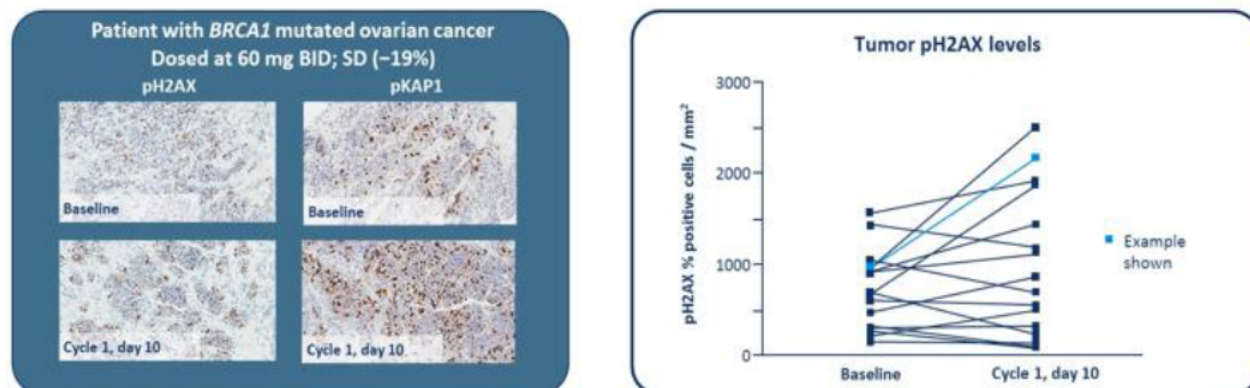 Patient with BRCA1 mutated ovarian cancer
Dosed at 60 mg BID; SD (−19%)
pH2AX
pKAP1
Baseline
Baseline
Cycle 1, day 10
Cycle 1, day 10
Tumor pH2AX levels
pH2AX % positive cells / mm²
3000
2000
1000
0
Baseline
Cycle 1, day 10
Example
shown